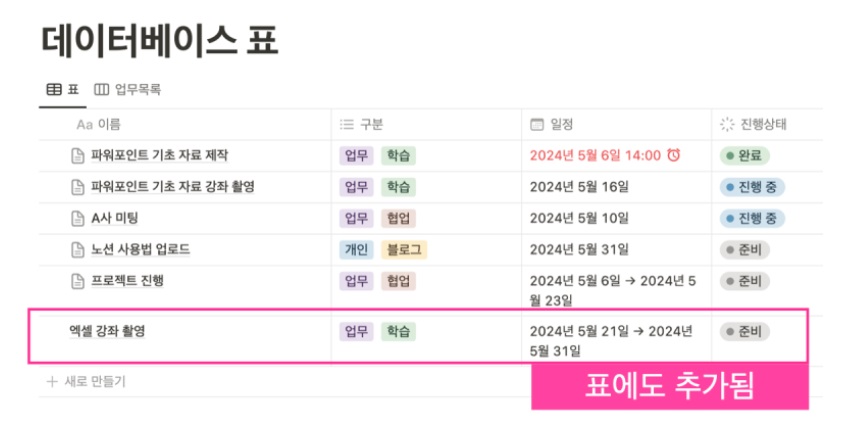 데이터베이스 표
표 업무목록
Aa 이름 구분 일정 진행상태
파워포인트 기초 자료 제작 업무 학습 2024년 5월 6일 14:00 완료
파워포인트 기초 자료 강좌 촬영 업무 학습 2024년 5월 16일 진행 중
A사 미팅 업무 협업 2024년 5월 10일 진행 중
노션 사용법 업로드 개인 블로그 2024년 5월 31일 준비
프로젝트 진행 업무 협업 2024년 5월 6일 → 2024년 5 준비
월 23일
엑셀 강좌 촬영 업무 학습 2024년 5월 21일 → 2024년 준비
5월 31일
+ 새로 만들기
표에도 추가됨